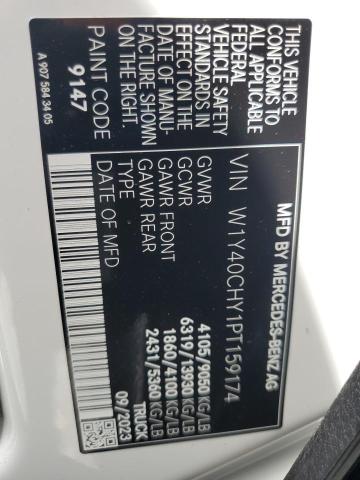 MFD BY MERCEDES-BENZ AG
VIN W1Y40CHY1PT159174
GVWR 4105/9050 KG/LB
GCWR 6319/13930 KG/LB
GAWR FRONT 1860/4100 KG/LB
GAWR REAR 2431/5360 KG/LB
TYPE TRUCK
DATE OF MFD 09/2023
THIS VEHICLE
CONFORMS TO
ALL APPLICABLE
FEDERAL MOTOR
VEHICLE SAFETY
STANDARDS IN
EFFECT ON THE
DATE OF MANU-
FACTURE SHOWN
ON THE RIGHT.
PAINT CODE
9147
A 907 584 34 05